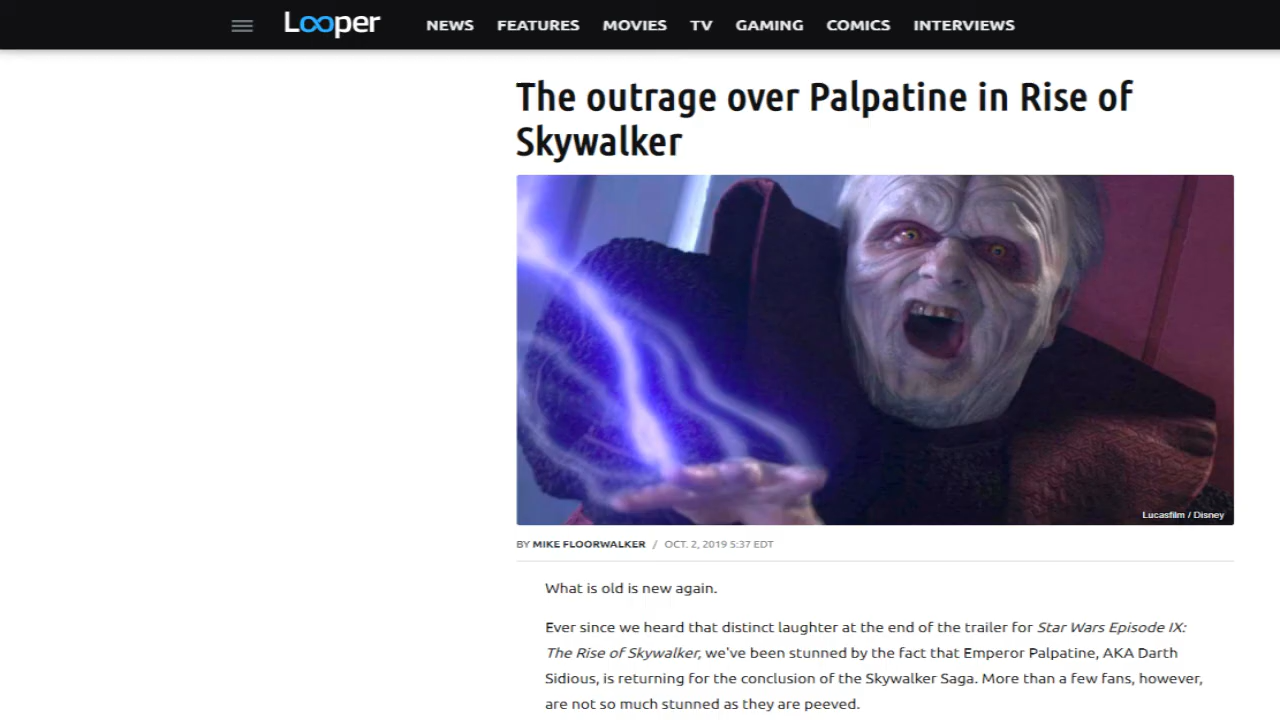 Looper NEWS FEATURES MOVIES TV GAMING COMICS INTERVIEWS
The outrage over Palpatine in Rise of
Skywalker
Lucasfilm / Disney
BY MIKE FLOORWALKER / OCT. 2, 2019 5:37 EDT
What is old is new again.
Ever since we heard that distinct laughter at the end of the trailer for Star Wars Episode IX:
The Rise of Skywalker, we've been stunned by the fact that Emperor Palpatine, AKA Darth
Sidious, is returning for the conclusion of the Skywalker Saga. More than a few fans, however,
are not so much stunned as they are peeved.